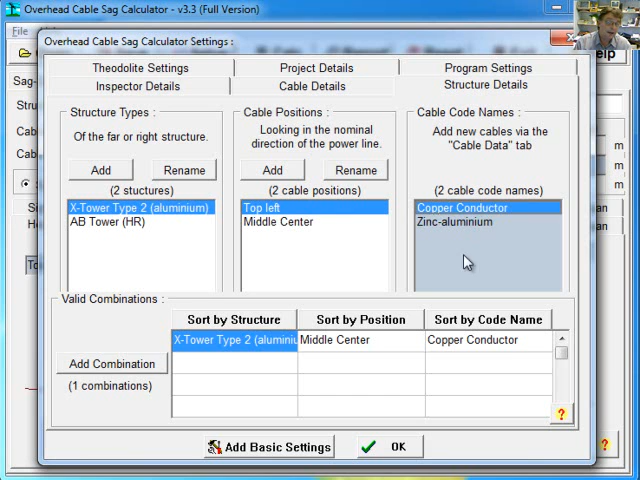 Overhead Cable Sag Calculator - v3.3 (Full Version)
File
Overhead Cable Sag Calculator Settings :
Help
Theodolite Settings
Project Details
Program Settings
Inspector Details
Cable Details
Structure Details
Sag-
Stru
Cab
Cab
m
m
m
Structure Types :
Of the far or right structure.
Add
Rename
(2 stuctures)
X-Tower Type 2 (aluminium)
AB Tower (HR)
Cable Positions :
Looking in the nominal
direction of the power line.
Add
Rename
(2 cable positions)
Top left
Middle Center
Cable Code Names :
Add new cables via the
"Cable Data" tab
(2 cable code names)
Copper Conductor
Zinc-aluminium
Valid Combinations :
Add Combination
(1 combinations)
Sort by Structure
Sort by Position
Sort by Code Name
X-Tower Type 2 (aluminiu
Middle Center
Copper Conductor
?
?
Add Basic Settings
OK